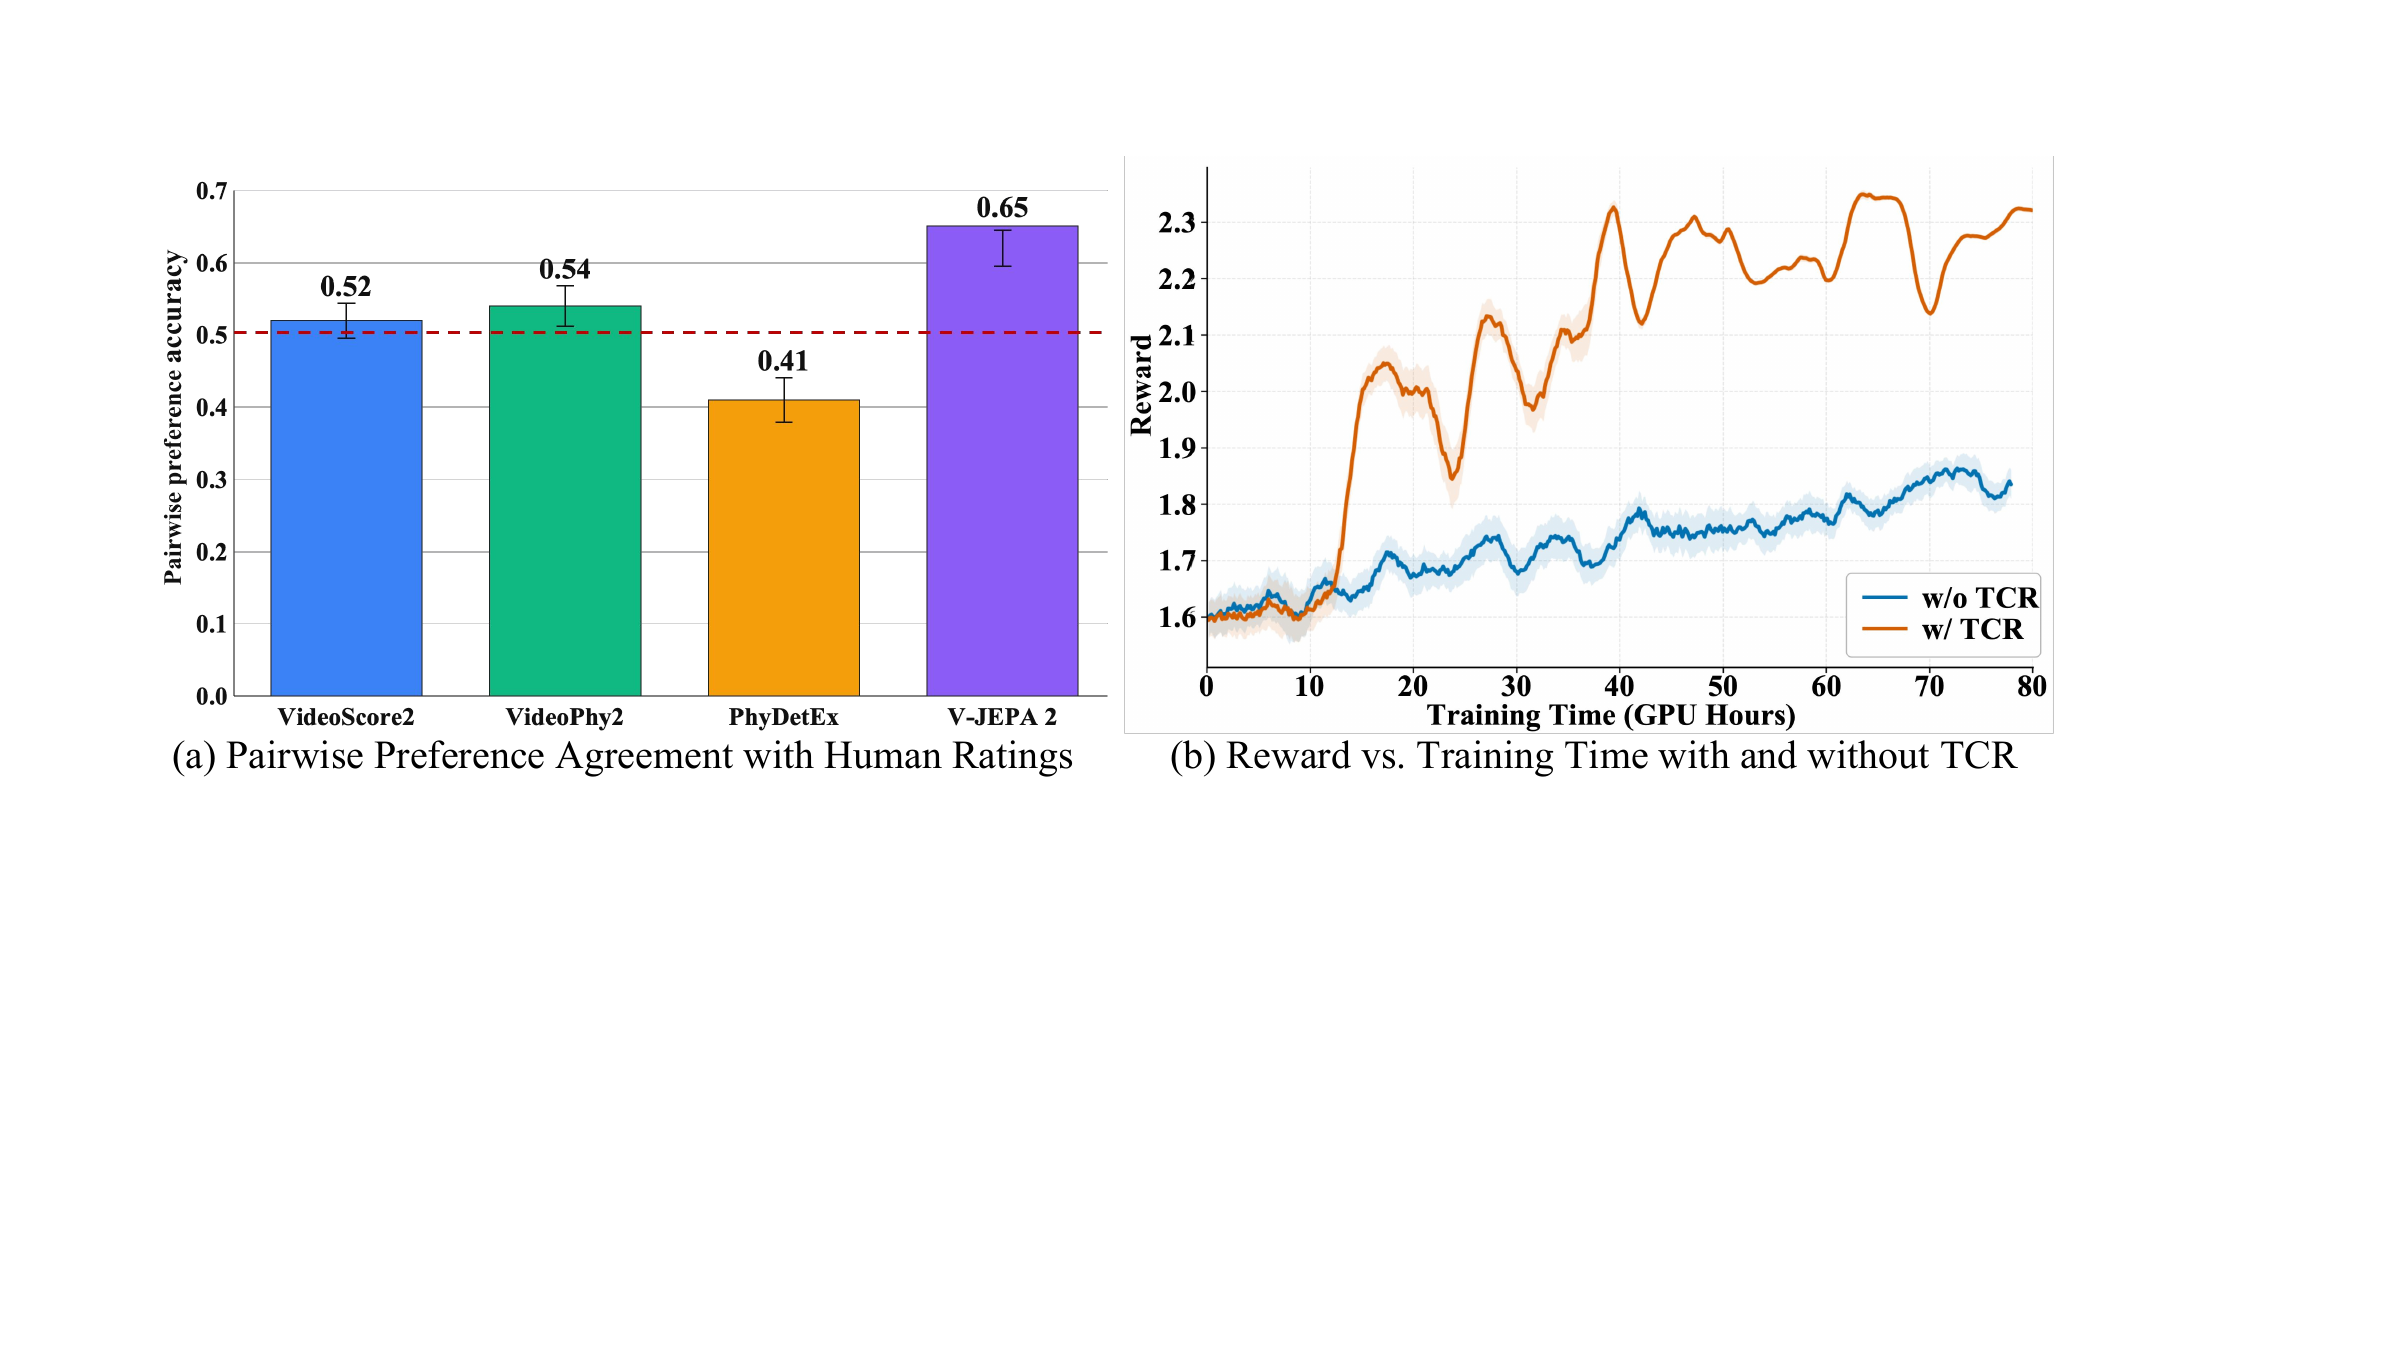 Pairwise preference accuracy
0.7
0.6
0.5
0.4
0.3
0.2
0.1
0.0
0.52
0.54
0.41
0.65
VideoScore2
VideoPhy2
PhyDetEx
V-JEPA 2
(a) Pairwise Preference Agreement with Human Ratings
Reward
2.3
2.2
2.1
2.0
1.9
1.8
1.7
1.6
w/o TCR
w/ TCR
0 10 20 30 40 50 60 70 80
Training Time (GPU Hours)
(b) Reward vs. Training Time with and without TCR